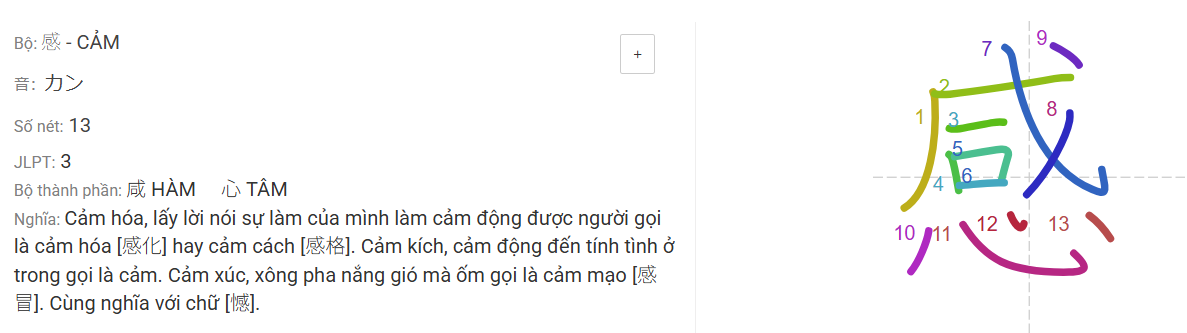 Bộ: 感 - CẢM
+
音: カン
Số nét: 13
JLPT: 3
Bộ thành phần: 咸 HÀM 心 TÂM
Nghĩa: Cảm hóa, lấy lời nói sự làm của mình làm cảm động được người gọi
là cảm hóa [感化] hay cảm cách [感格]. Cảm kích, cảm động đến tính tình ở
trong gọi là cảm. Cảm xúc, xông pha nắng gió mà ốm gọi là cảm mạo [感
冒]. Cùng nghĩa với chữ [憾].
感
1
2
3
4
5
6
7
8
9
10
11
12
13